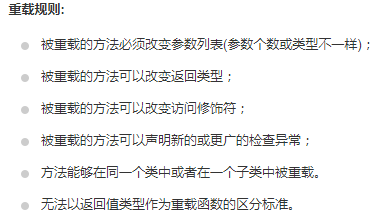 重载规则:
被重载的方法必须改变参数列表(参数个数或类型不一样)；
被重载的方法可以改变返回类型；
被重载的方法可以改变访问修饰符；
被重载的方法可以声明新的或更广的检查异常；
方法能够在同一个类中或者在一个子类中被重载。
无法以返回值类型作为重载函数的区分标准。